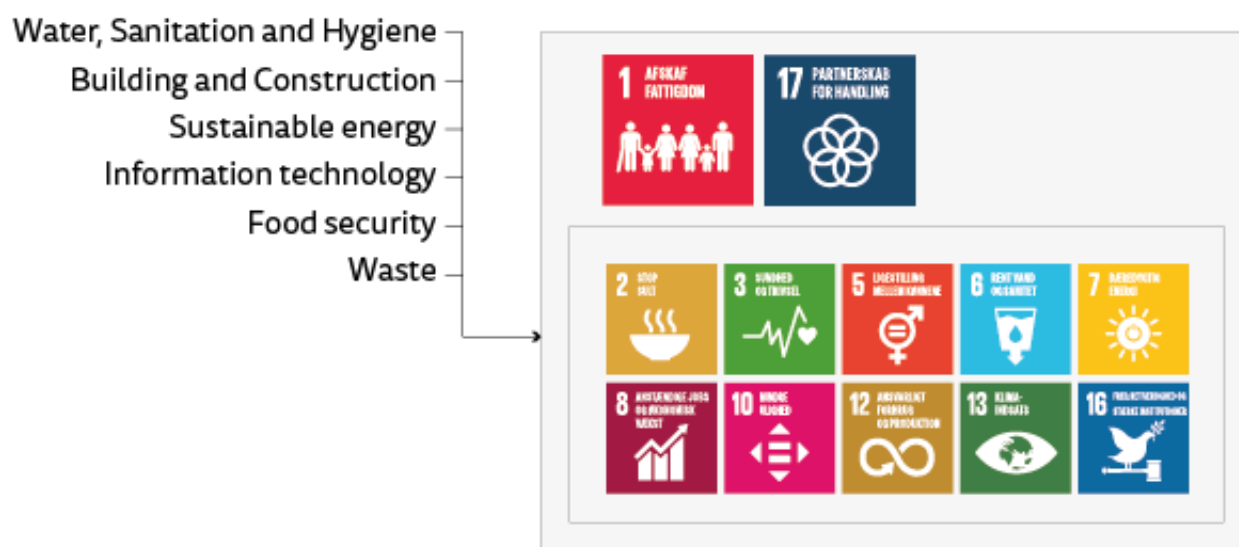 Water, Sanitation and Hygiene
Building and Construction
Sustainable energy
Information technology
Food security
Waste
1 AFSKAF
FATTIGDOM
17 PARTNERSKAB
FOR HANDLING
2 STOP
SULT
3 SUNDHED
OG TRIVSEL
5 LIGESTILLING
MELLEM KØNNENE
6 RENT VAND
OG SANITET
7 BÆREDYGTIG
ENERGI
8 ANSTÆNDIGE JOBS
OG ØKONOMISK
VÆKST
10 MINDRE
ULIGHED
12 ANSVARLIGT
FORBRUG
OG PRODUKTION
13 KLIMA-
INDSATS
16
STÆRKE INSTITUTIONER